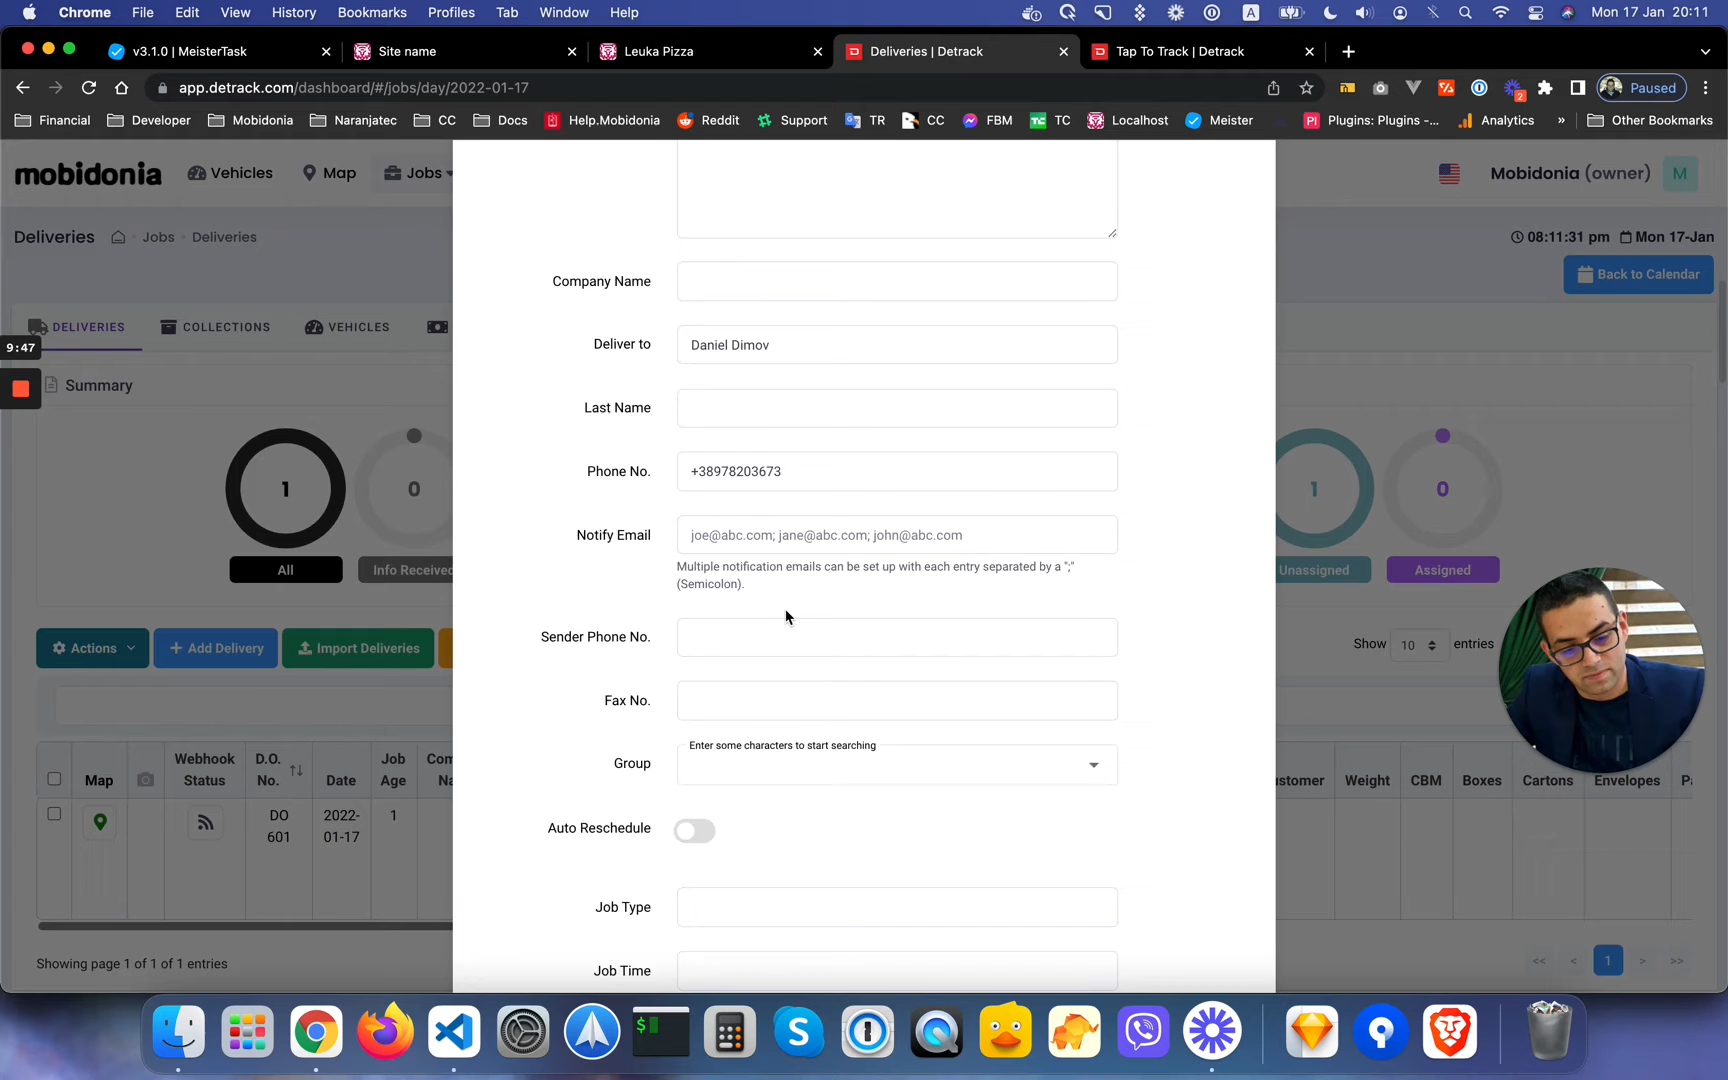 Chrome File Edit View History Bookmarks Profiles Tab Window Help A Mon 17 Jan 20:11
v3.1.0 | MeisterTask Site name Leuka Pizza Deliveries | Detrack Tap To Track | Detrack
app.detrack.com/dashboard/#/jobs/day/2022-01-17 2 Paused
Financial Developer Mobidonia Naranjatec CC Docs Help.Mobidonia Reddit Support TR CC FBM TC Localhost Meister PI Plugins: Plugins -... Analytics » Other Bookmarks
mobidonia Vehicles Map Jobs Mobidonia (owner) M
Deliveries Jobs Deliveries 08:11:31 pm Mon 17-Jan
Back to Calendar
Company Name
DELIVERIES COLLECTIONS VEHICLES
9:47
Deliver to Daniel Dimov
Summary
Last Name
Phone No. +38978203673
1 0 1 0
Notify Email joe@abc.com; jane@abc.com; john@abc.com
Multiple notification emails can be set up with each entry separated by a ";"
(Semicolon).
All Info Received Unassigned Assigned
Sender Phone No.
Actions + Add Delivery Import Deliveries Show 10 entries
Fax No.
Enter some characters to start searching
Group
Map Webhook Status D.O. No. Date Job Age Com Na
stomer Weight CBM Boxes Cartons Envelopes Pa
DO 601 2022-01-17 1
Auto Reschedule
Job Type
Job Time
Showing page 1 of 1 of 1 entries << < 1 > >>